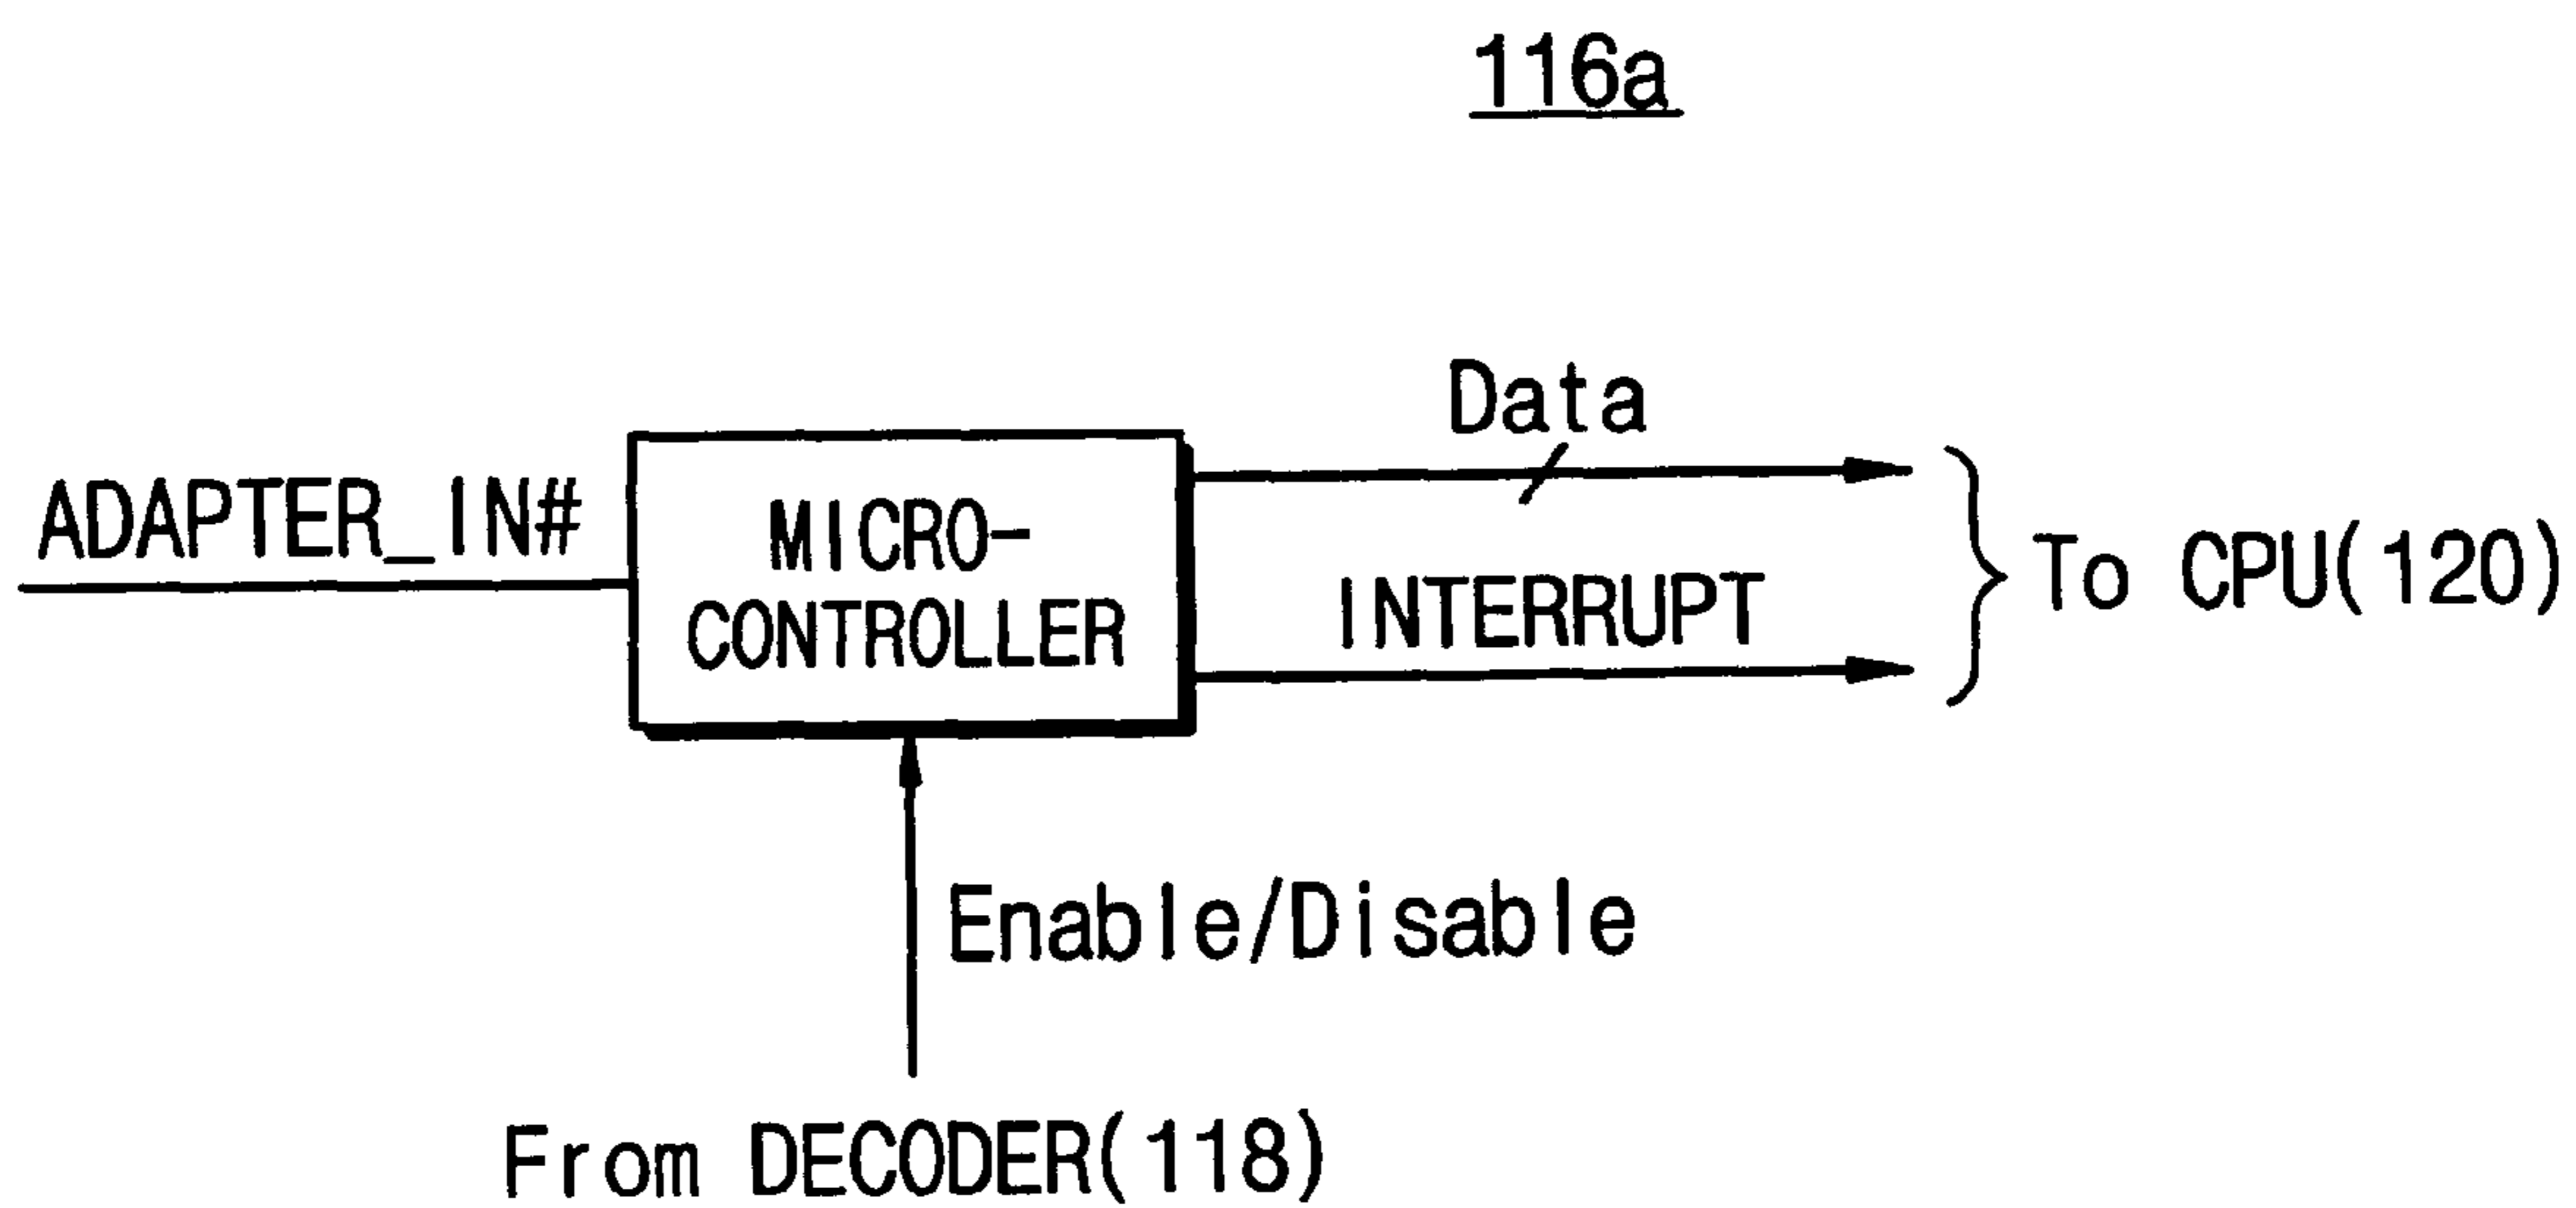 116a
Data
ADAPTER_IN#
MICRO-
CONTROLLER
INTERRUPT
To CPU(120)
Enable/Disable
From DECODER(118)